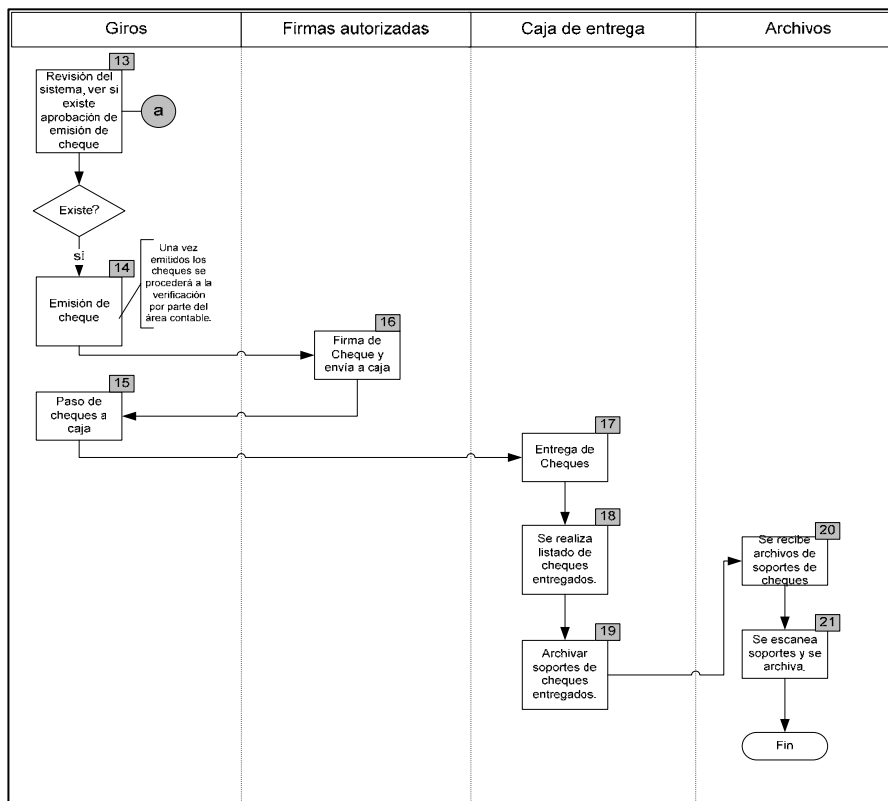 Giros
Firmas autorizadas
Caja de entrega
Archivos
13
Revisión del
sistema, ver si
existe
aprobación de
emisión de
cheque
a
Existe?
si
14
Emisión de
cheque
Una vez
emitidos los
cheques se
procederá a la
verificación
por parte del
área contable.
16
Firma de
Cheque y
envía a caja
15
Paso de
cheques a
caja
17
Entrega de
Cheques
18
Se realiza
listado de
cheques
entregados.
19
Archivar
soportes de
cheques
entregados.
20
Se recibe
archivos de
soportes de
cheques
21
Se escanea
soportes y se
archiva.
Fin